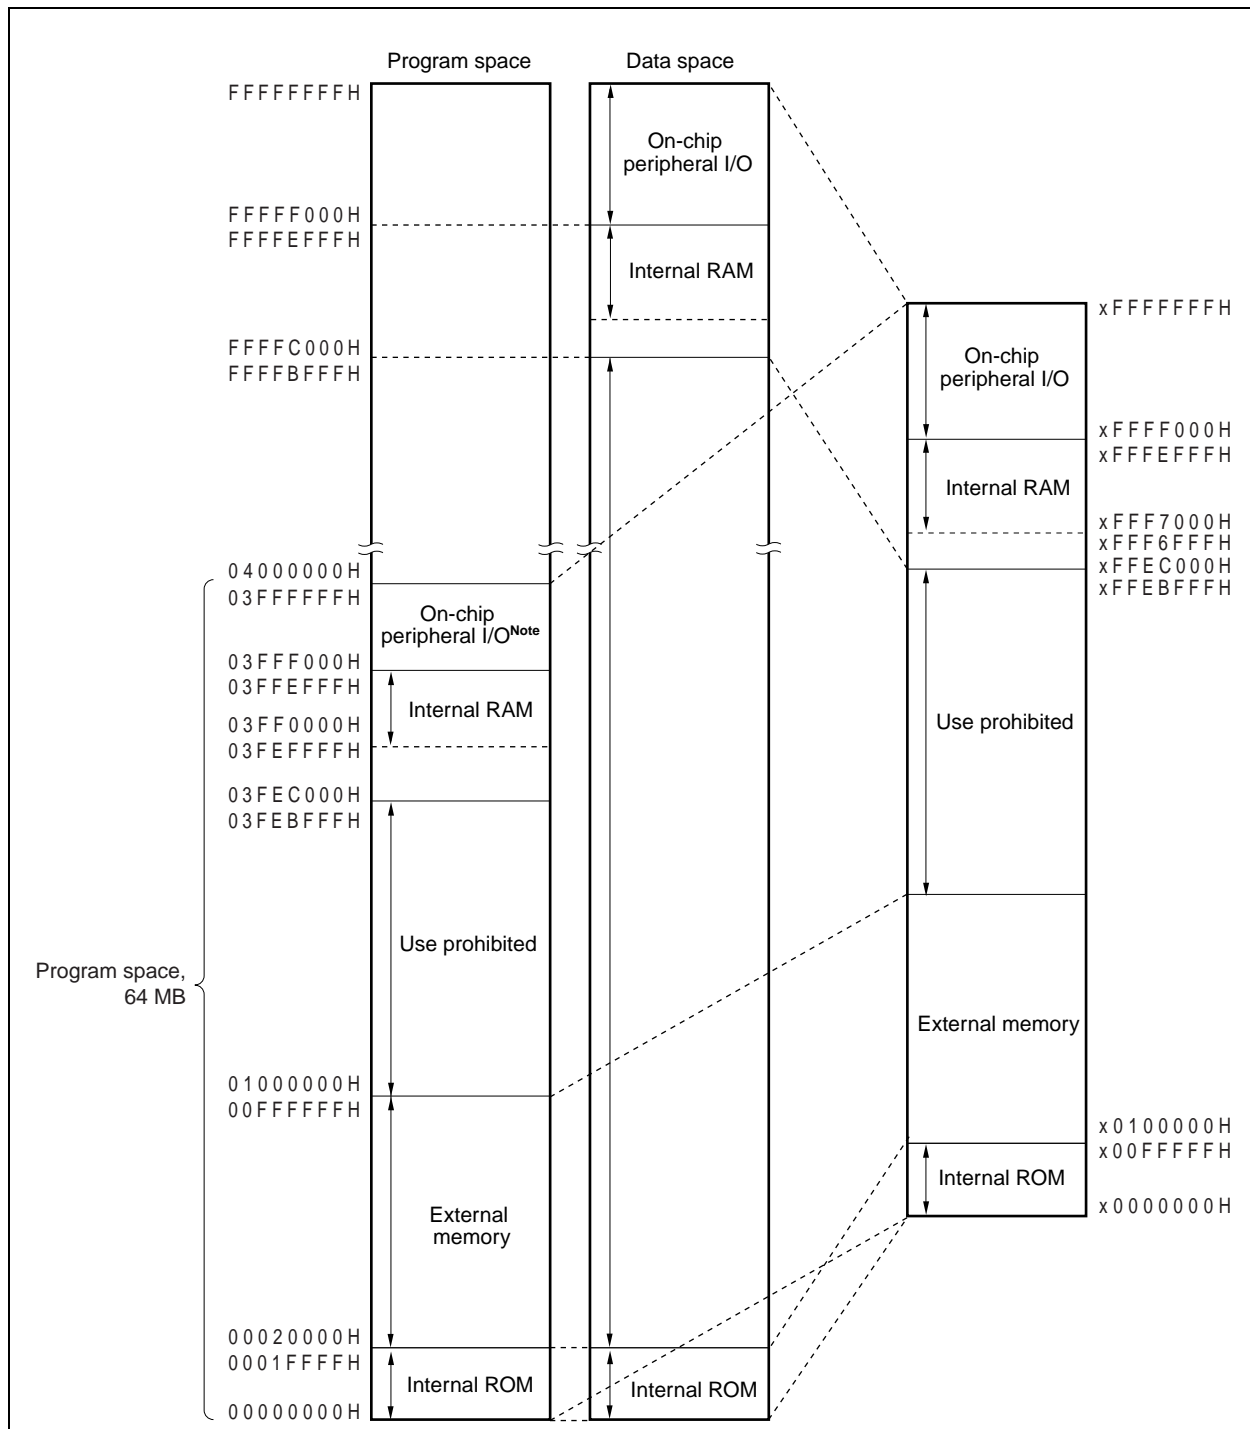 Program space
Data space
FFFFFFFFH
On-chip
peripheral I/O
FFFFF000H
FFFFEFFFH
Internal RAM
FFFFC000H
FFFFBFFFH
04000000H
03FFFFFFH
On-chip
peripheral I/ONote
03FFF000H
03FFEFFFH
Internal RAM
03FF0000H
03FEFFFFH
03FEC000H
03FEBFFFH
Use prohibited
Program space,
64 MB
01000000H
00FFFFFFH
External
memory
00020000H
0001FFFFH
Internal ROM
Internal ROM
00000000H
xFFFFFFFH
On-chip
peripheral I/O
xFFFF000H
xFFFEFFFH
Internal RAM
xFFF7000H
xFFF6FFFH
xFFEC000H
xFFEBFFFH
Use prohibited
External memory
x0100000H
x00FFFFFH
Internal ROM
x0000000H